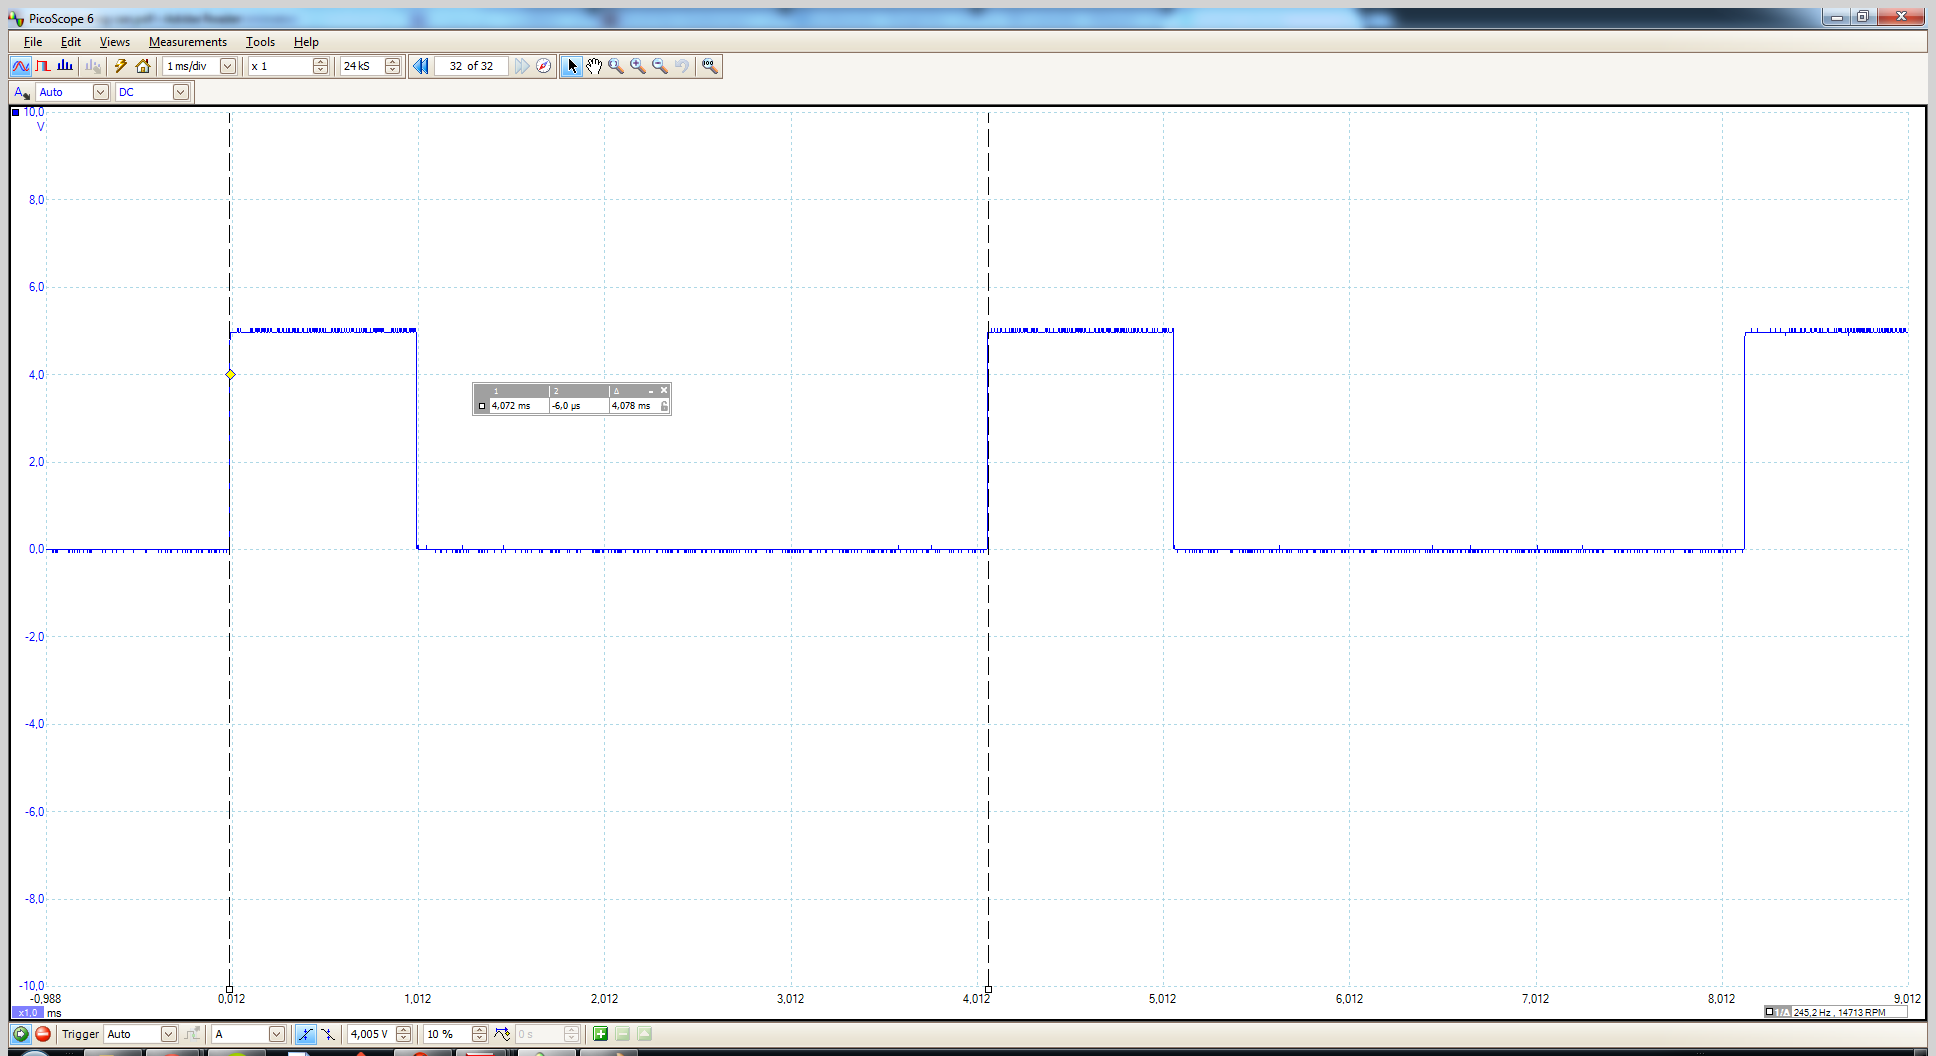 PicoScope 6
File Edit Views Measurements Tools Help
1 ms/div x 1 24 kS 32 of 32
A Auto DC
10,0
V
8,0
6,0
4,0
2,0
0,0
-2,0
-4,0
-6,0
-8,0
-10,0
1 2 Δ
4,072 ms -6,0 µs 4,078 ms
-0,988 0,012 1,012 2,012 3,012 4,012 5,012 6,012 7,012 8,012 9,012
x1,0 ms
1/Δ 245,2 Hz , 14713 RPM
Trigger Auto A 4,005 V 10 % 0 s